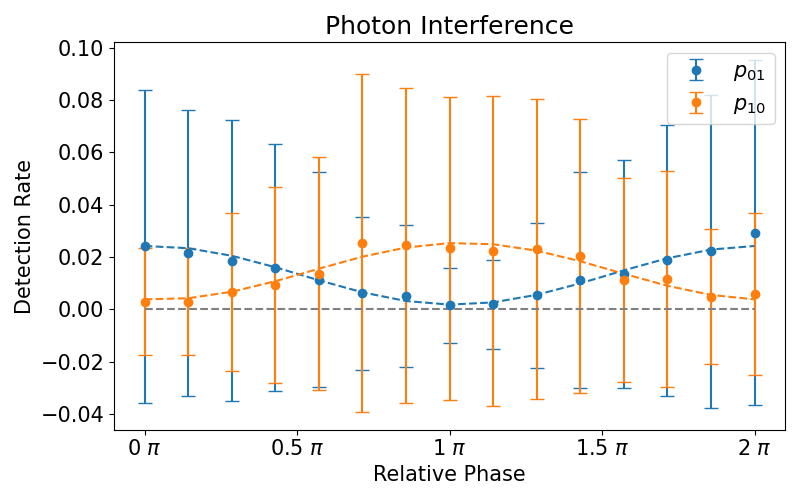 Photon Interference
0.10
0.08
0.06
0.04
0.02
0.00
−0.02
−0.04
Detection Rate
p₀₁
p₁₀
0 π
0.5 π
1 π
1.5 π
2 π
Relative Phase